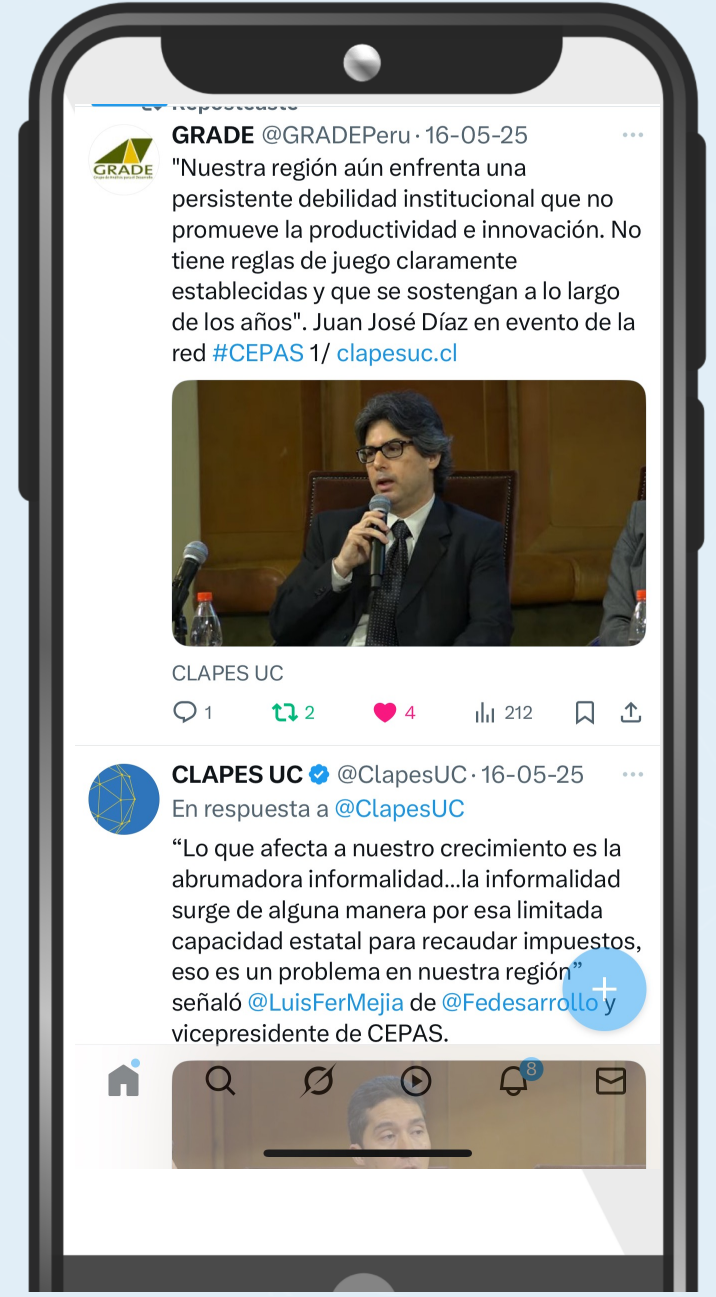 Reposteaste
GRADE @GRADEPeru · 16-05-25
GRADE
"Nuestra región aún enfrenta una
persistente debilidad institucional que no
promueve la productividad e innovación. No
tiene reglas de juego claramente
establecidas y que se sostengan a lo largo
de los años". Juan José Díaz en evento de la
red #CEPAS 1/ clapesuc.cl
CLAPES UC
1 2 4 212
CLAPES UC @ClapesUC · 16-05-25
En respuesta a @ClapesUC
“Lo que afecta a nuestro crecimiento es la
abrumadora informalidad...la informalidad
surge de alguna manera por esa limitada
capacidad estatal para recaudar impuestos,
eso es un problema en nuestra región”
señaló @LuisFerMejia de @Fedesarrollo y
vicepresidente de CEPAS.
8